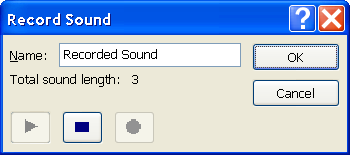 Record Sound
Name: Recorded Sound
OK
Total sound length: 3
Cancel